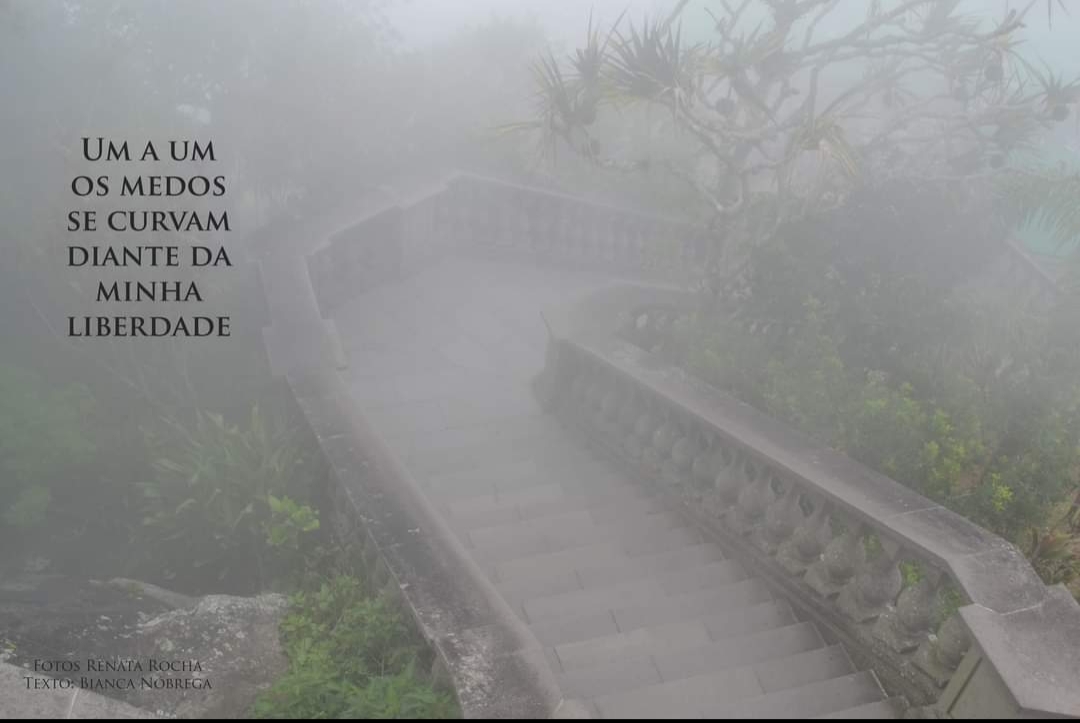 Um a um
os medos
se curvam
diante da
minha
liberdade
Fotos Renata Rocha
Texto: Bianca Nóbrega